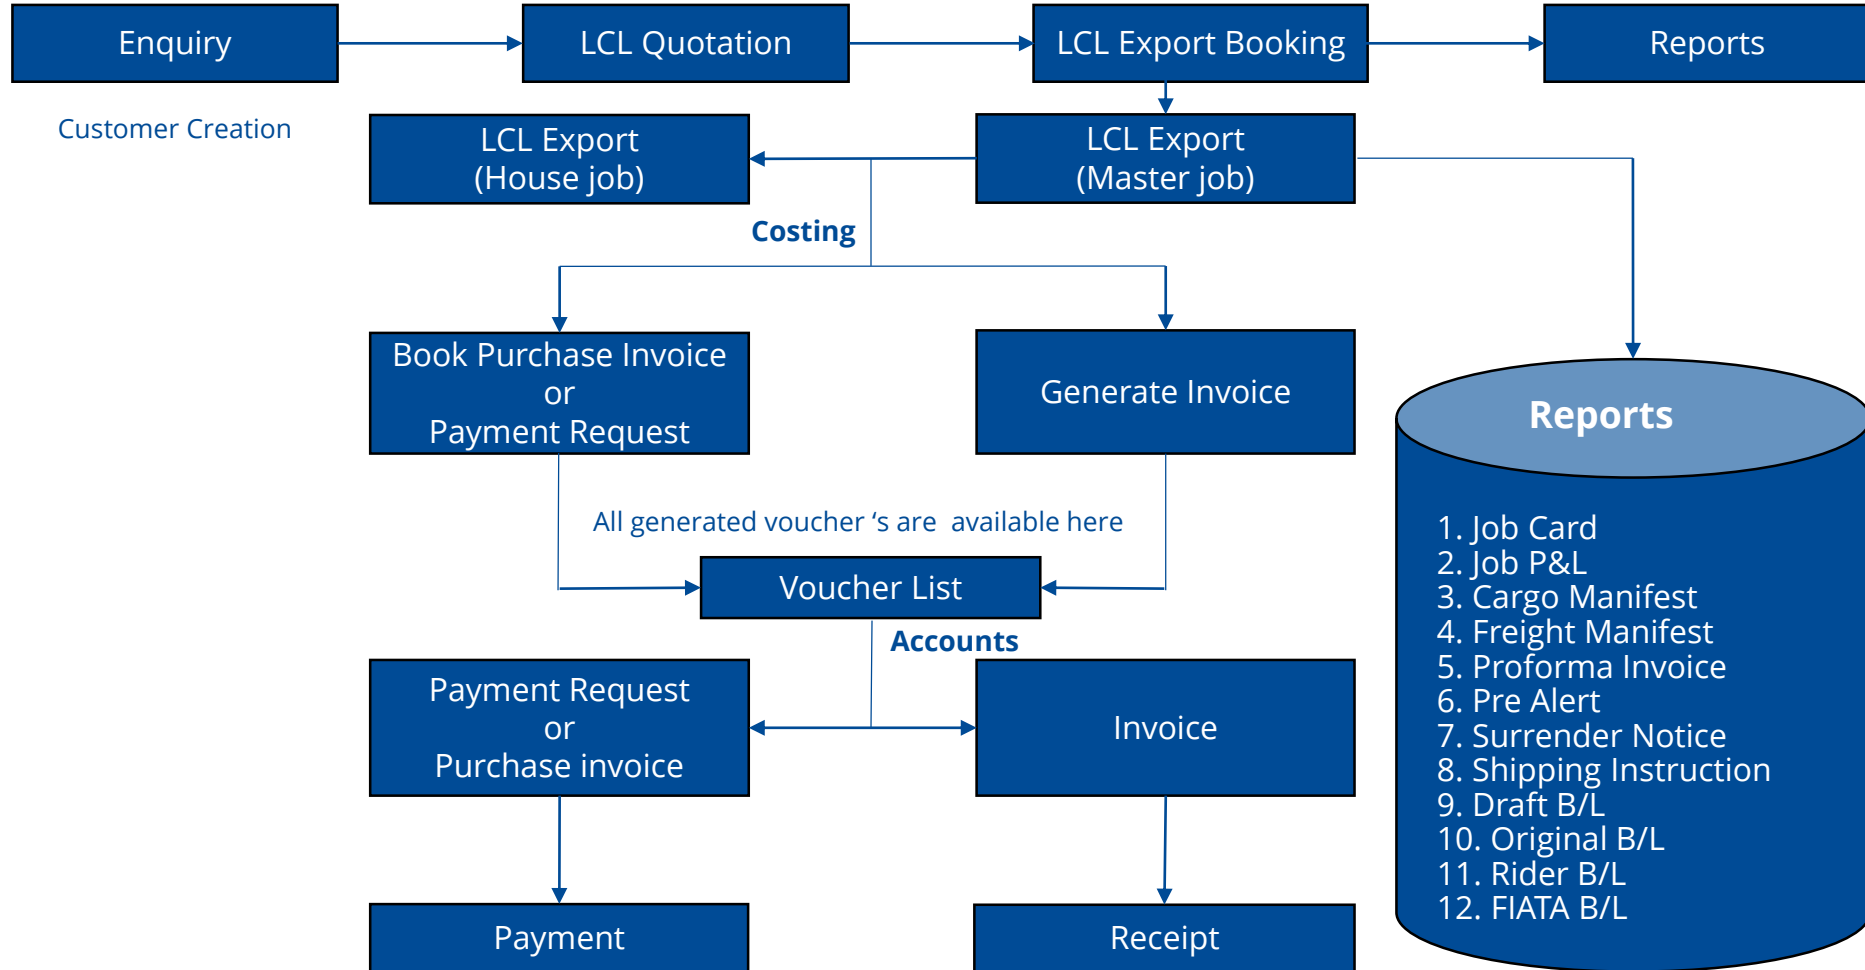 Enquiry
LCL Quotation
LCL Export Booking
Reports
Customer Creation
LCL Export
(House job)
LCL Export
(Master job)
Costing
Book Purchase Invoice
or
Payment Request
Generate Invoice
All generated voucher ‘s are  available here
Voucher List
Accounts
Payment Request
or
Purchase invoice
Invoice
Payment
Receipt
Reports
1. Job Card
2. Job P&L
3. Cargo Manifest
4. Freight Manifest
5. Proforma Invoice
6. Pre Alert
7. Surrender Notice
8. Shipping Instruction
9. Draft B/L
10. Original B/L
11. Rider B/L
12. FIATA B/L